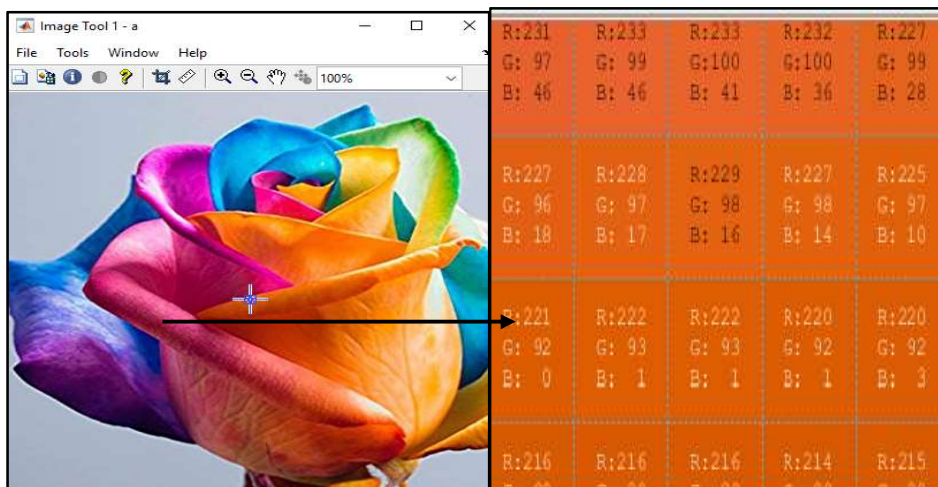 Image Tool 1 - a
File Tools Window Help
100%
R:231 R:233 R:233 R:232 R:227
G: 97 G: 99 G:100 G:100 G: 99
B: 46 B: 46 B: 41 B: 36 B: 28
R:227 R:228 R:229 R:227 R:225
G: 96 G: 97 G: 98 G: 98 G: 97
B: 18 B: 17 B: 16 B: 14 B: 10
R:221 R:222 R:222 R:220 R:220
G: 92 G: 93 G: 93 G: 92 G: 92
B: 0 B: 1 B: 1 B: 1 B: 3
R:216 R:216 R:216 R:214 R:215